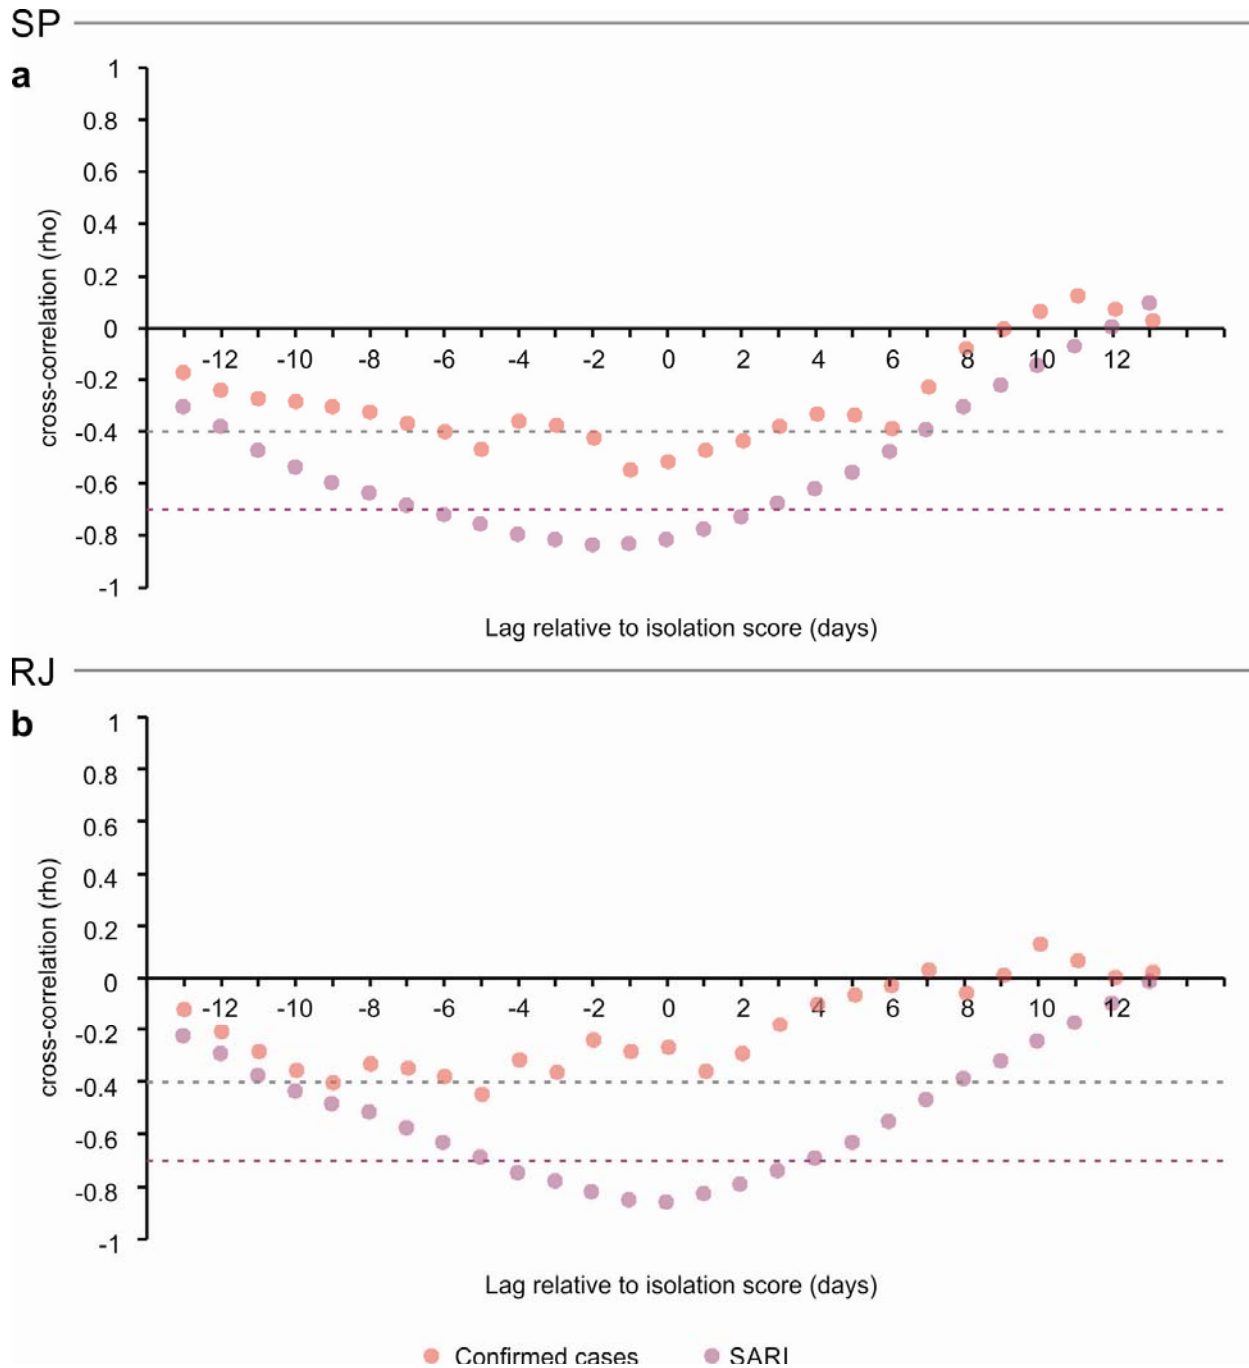 SP
a
1
0.8
0.6
0.4
0.2
0
-0.2
-0.4
-0.6
-0.8
-1
-12 -10 -8 -6 -4 -2 0 2 4 6 8 10 12
cross-correlation (rho)
Lag relative to isolation score (days)
RJ
b
1
0.8
0.6
0.4
0.2
0
-0.2
-0.4
-0.6
-0.8
-1
-12 -10 -8 -6 -4 -2 0 2 4 6 8 10 12
cross-correlation (rho)
Lag relative to isolation score (days)
Confirmed cases SARI